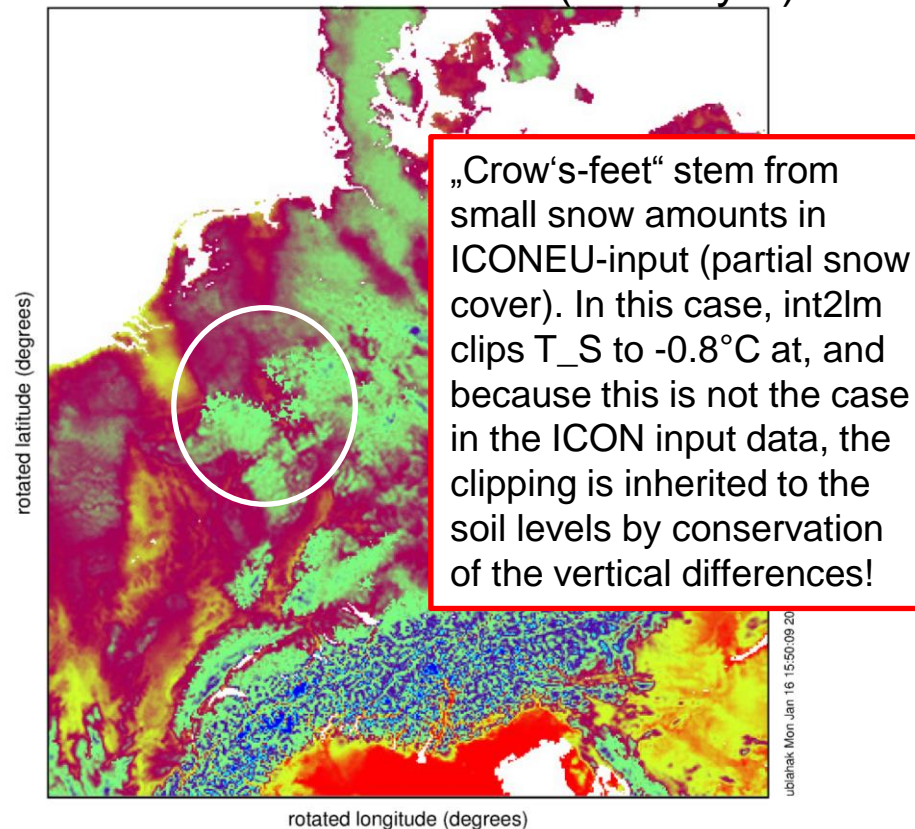 „Crow‘s-feet“ stem from
small snow amounts in
ICONEU-input (partial snow
cover). In this case, int2lm
clips T_S to -0.8°C at, and
because this is not the case
in the ICON input data, the
clipping is inherited to the
soil levels by conservation
of the vertical differences!
rotated latitude (degrees)
rotated longitude (degrees)
ublahak Mon Jan 16 15:50:09 20